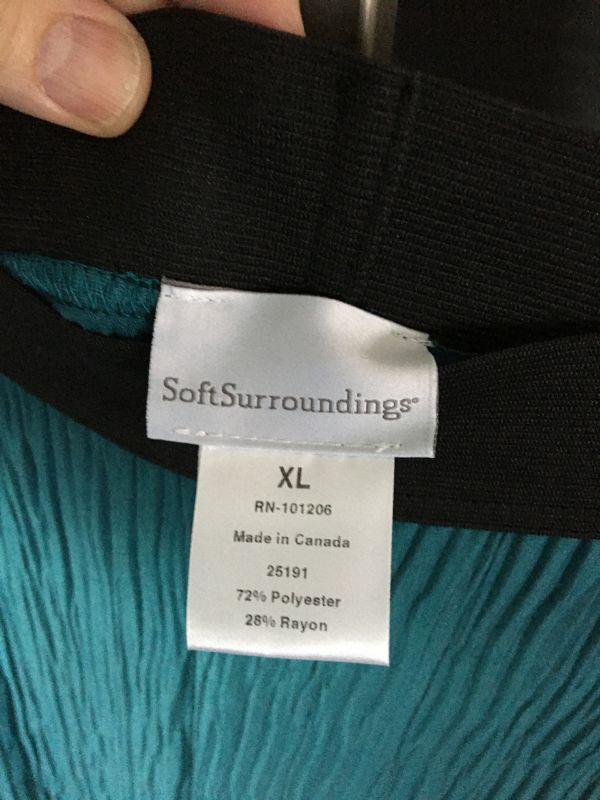 SoftSurroundings®
XL
RN-101206
Made in Canada
25191
72% Polyester
28% Rayon